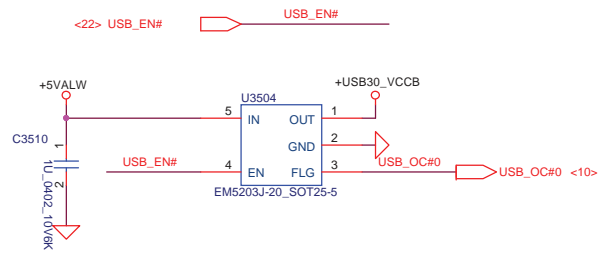 <22> USB_EN#
USB_EN#
+5VALW
+USB30_VCCB
U3504
5
IN
OUT
1
C3510
1
GND
2
USB_EN#
4
EN
FLG
3
USB_OC#0
USB_OC#0 <10>
2
1U_0402_10V6K
EM5203J-20_SOT25-5